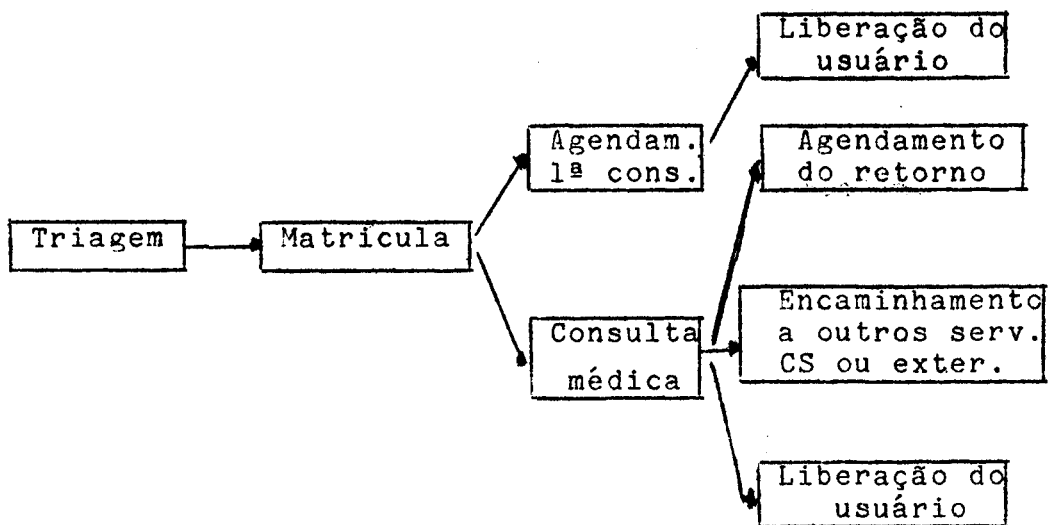 Liberação do
usuário
Agendam.
1ª cons.
Agendamento
do retorno
Triagem
Matrícula
Encaminhamento
a outros serv.
CS ou exter.
Consulta
médica
Liberação do
usuário